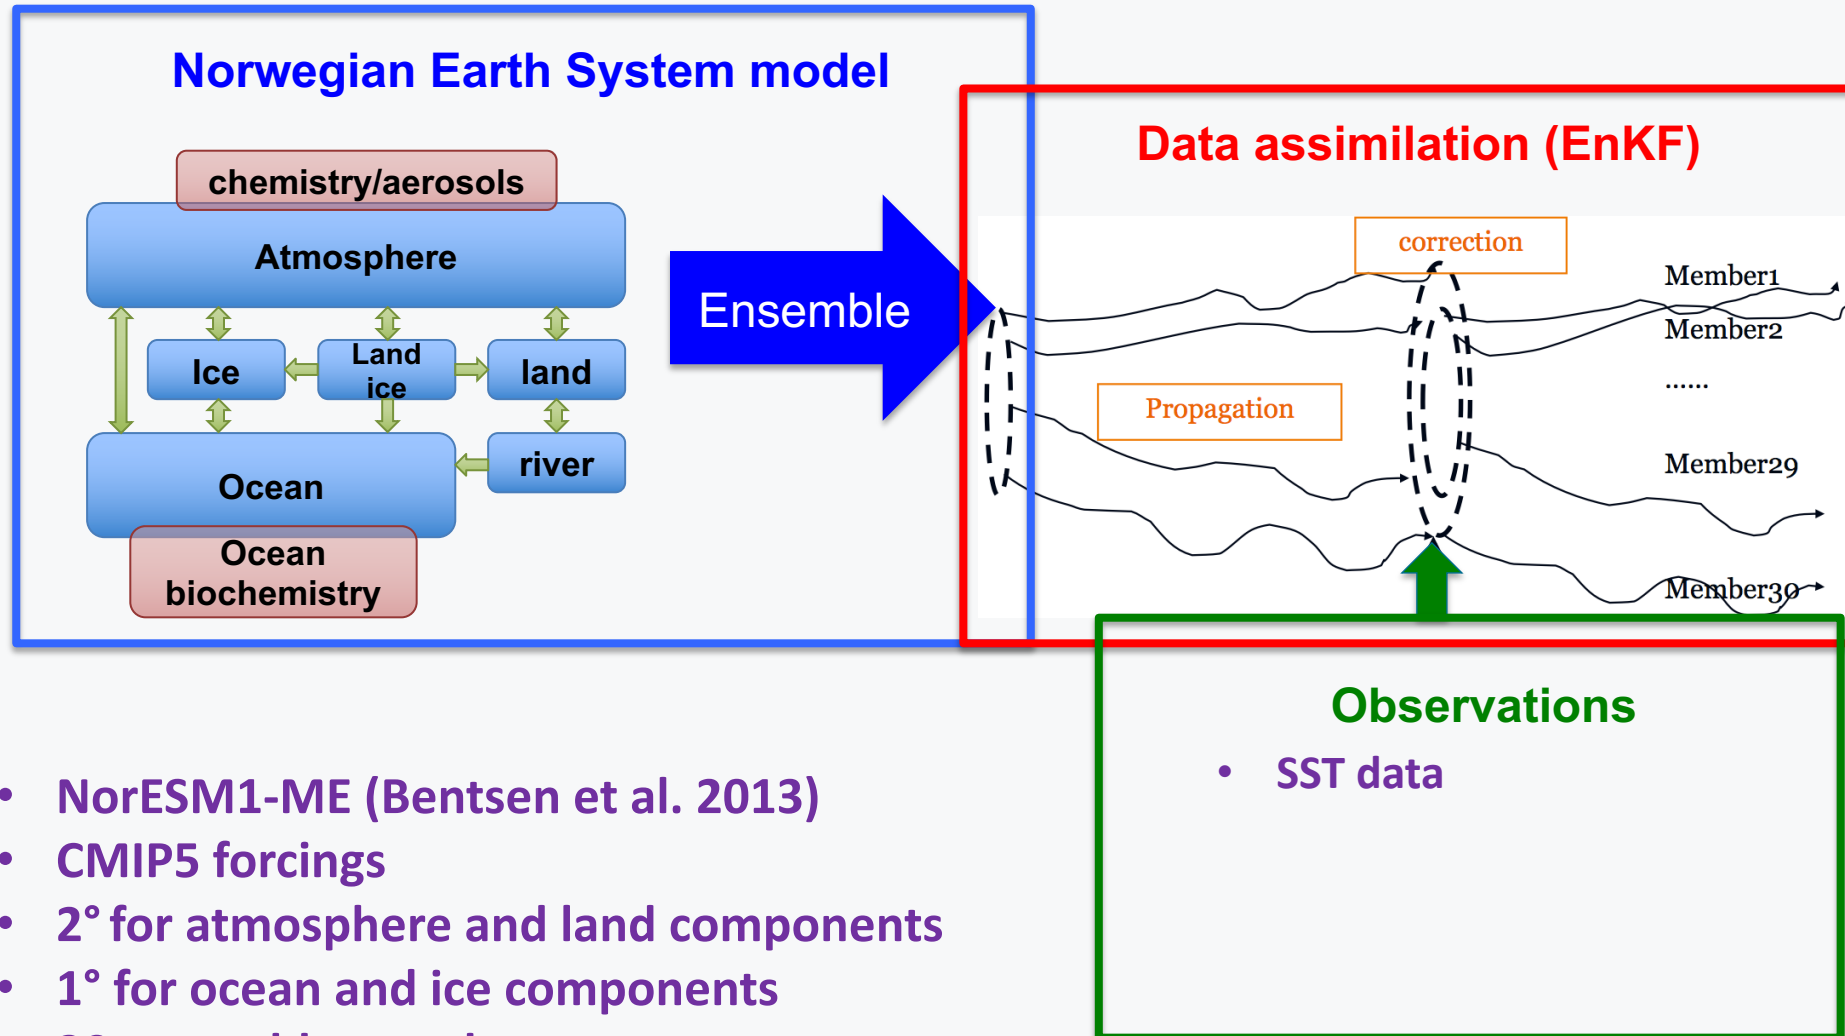 Norwegian Earth System model
chemistry/aerosols
Atmosphere
Ice
Land
ice
land
Ocean
river
Ocean
biochemistry
Ensemble
Data assimilation (EnKF)
correction
Propagation
Member1
Member2
......
Member29
Member30
Observations
• SST data
• NorESM1-ME (Bentsen et al. 2013)
• CMIP5 forcings
• 2° for atmosphere and land components
• 1° for ocean and ice components